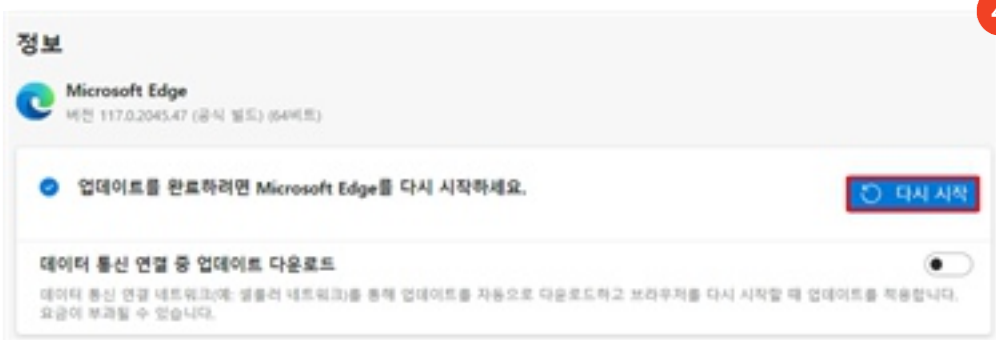 정보
Microsoft Edge
버전 117.0.2045.47 (공식 빌드) (64비트)
업데이트를 완료하려면 Microsoft Edge를 다시 시작하세요.
다시 시작
데이터 통신 연결 중 업데이트 다운로드
데이터 통신 연결 네트워크(예: 셀룰러 네트워크)를 통해 업데이트를 자동으로 다운로드하고 브라우저를 다시 시작할 때 업데이트를 적용합니다.
요금이 부과될 수 있습니다.